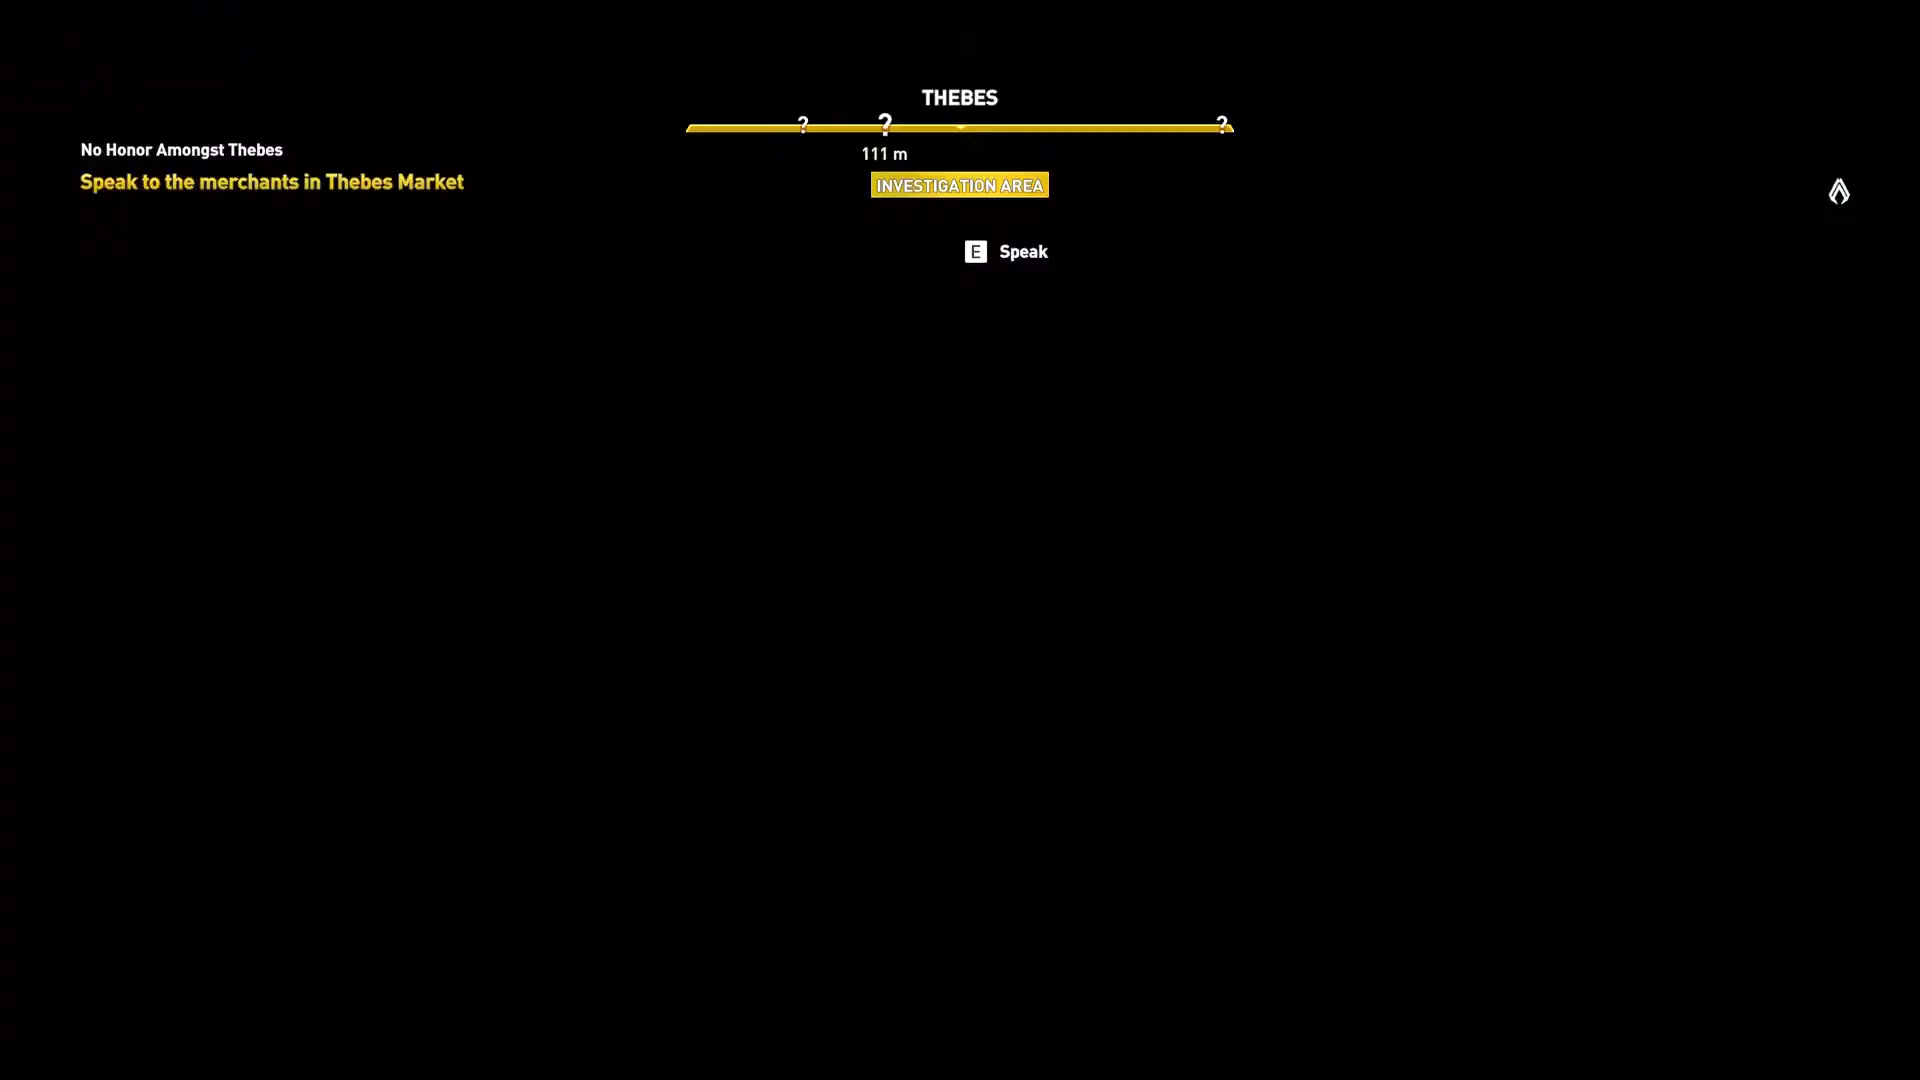 THEBES
? ? ?
111 m
No Honor Amongst Thebes
Speak to the merchants in Thebes Market
INVESTIGATION AREA
E Speak